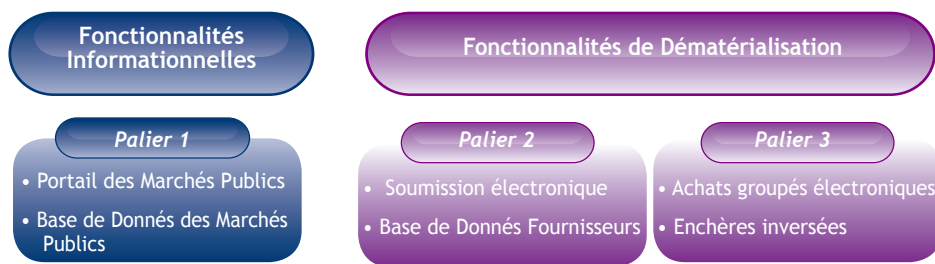 Fonctionnalités
Informationnelles
Fonctionnalités de Dématérialisation
Palier 1
• Portail des Marchés Publics
• Base de Donnés des Marchés
Publics
Palier 2
• Soumission électronique
• Base de Donnés Fournisseurs
Palier 3
• Achats groupés électroniques
• Enchères inversées